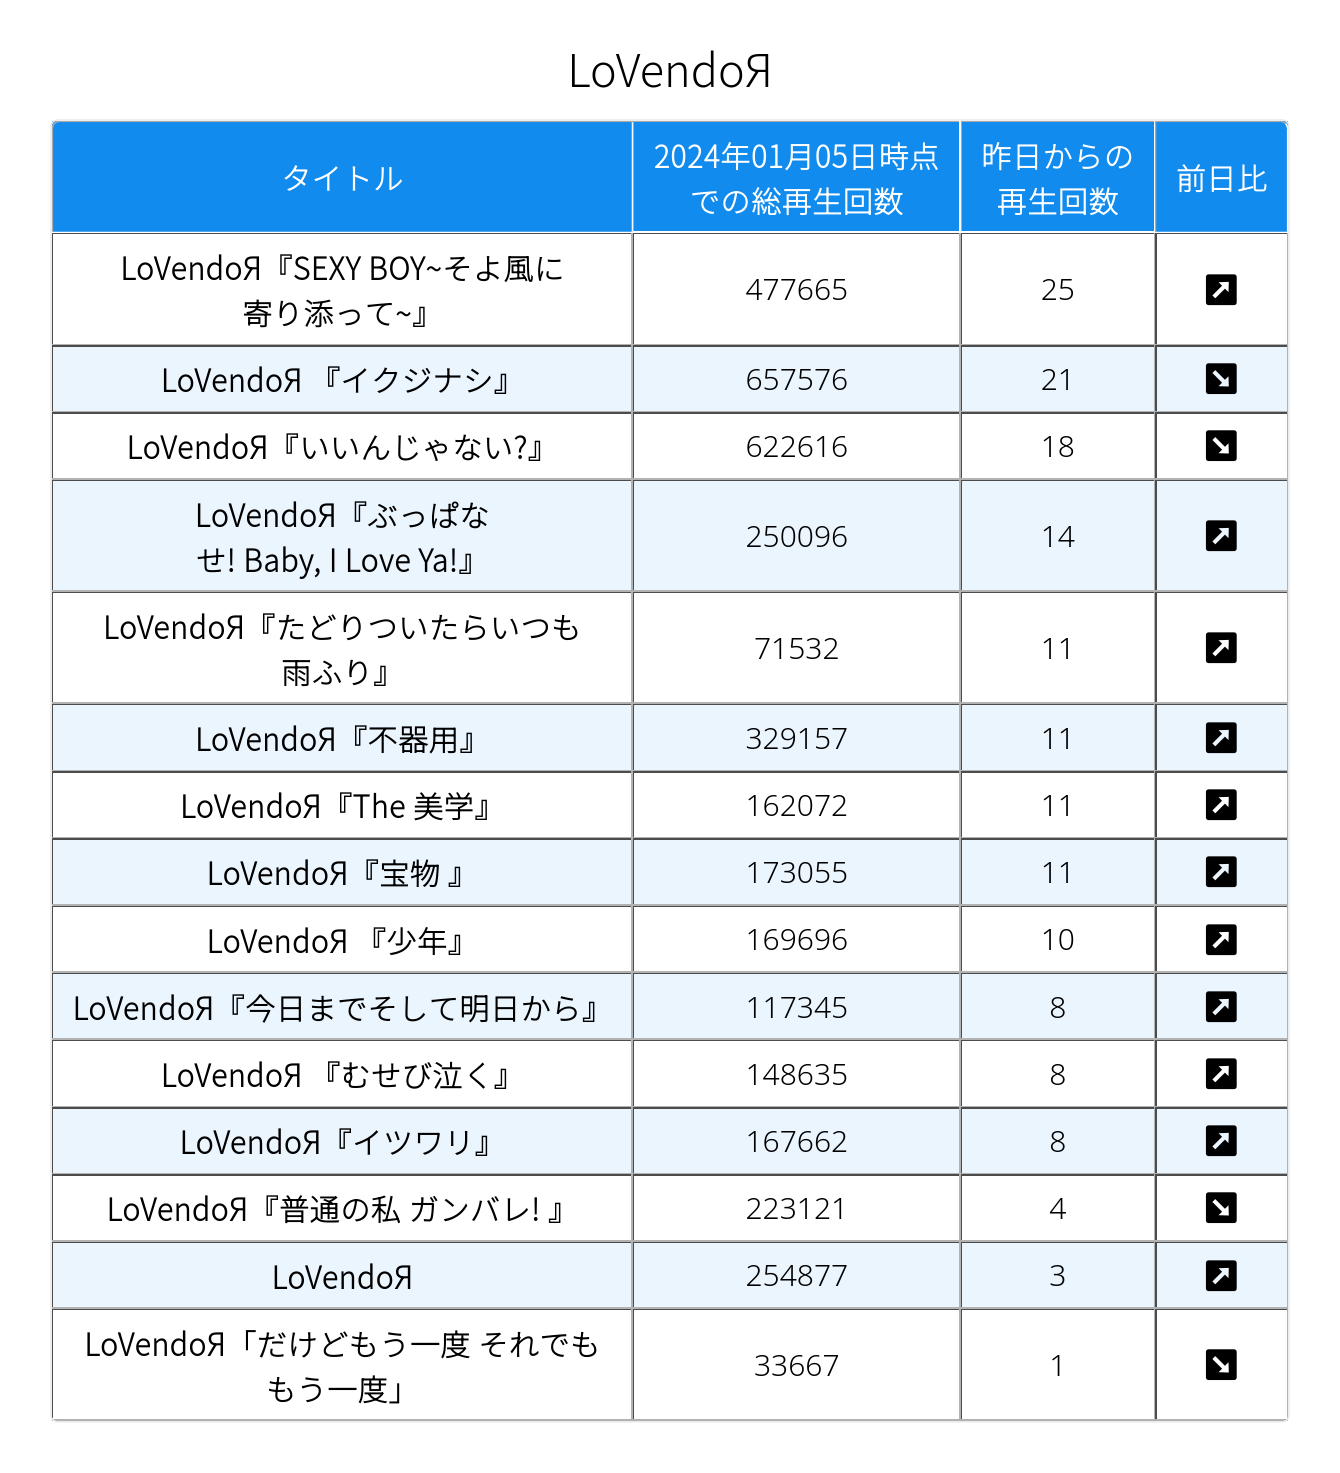 LoVendoЯ
タイトル
2024年01月05日時点
での総再生回数
昨日からの
再生回数
前日比
LoVendoЯ『SEXY BOY~そよ風に
寄り添って~』
477665
25
LoVendoЯ 『イクジナシ』
657576
21
LoVendoЯ『いいんじゃない?』
622616
18
LoVendoЯ『ぶっぱな
せ! Baby, I Love Ya!』
250096
14
LoVendoЯ『たどりついたらいつも
雨ふり』
71532
11
LoVendoЯ『不器用』
329157
11
LoVendoЯ『The 美学』
162072
11
LoVendoЯ『宝物 』
173055
11
LoVendoЯ 『少年』
169696
10
LoVendoЯ『今日までそして明日から』
117345
8
LoVendoЯ 『むせび泣く』
148635
8
LoVendoЯ『イツワリ』
167662
8
LoVendoЯ『普通の私 ガンバレ! 』
223121
4
LoVendoЯ
254877
3
LoVendoЯ「だけどもう一度 それでも
もう一度」
33667
1